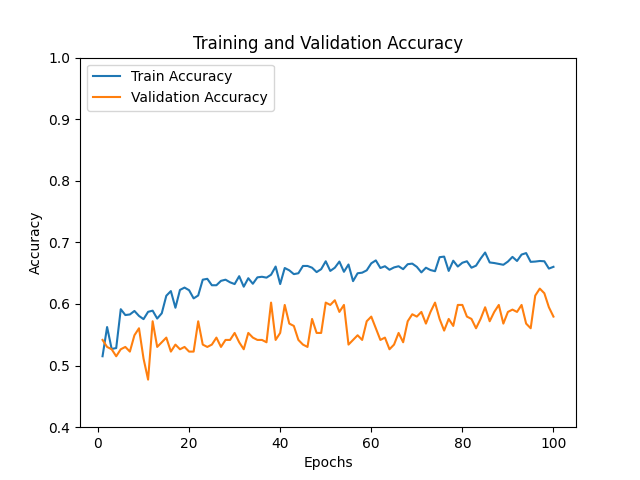 Training and Validation Accuracy
Train Accuracy
Validation Accuracy
1.0
0.9
0.8
0.7
0.6
0.5
0.4
Accuracy
0 20 40 60 80 100
Epochs